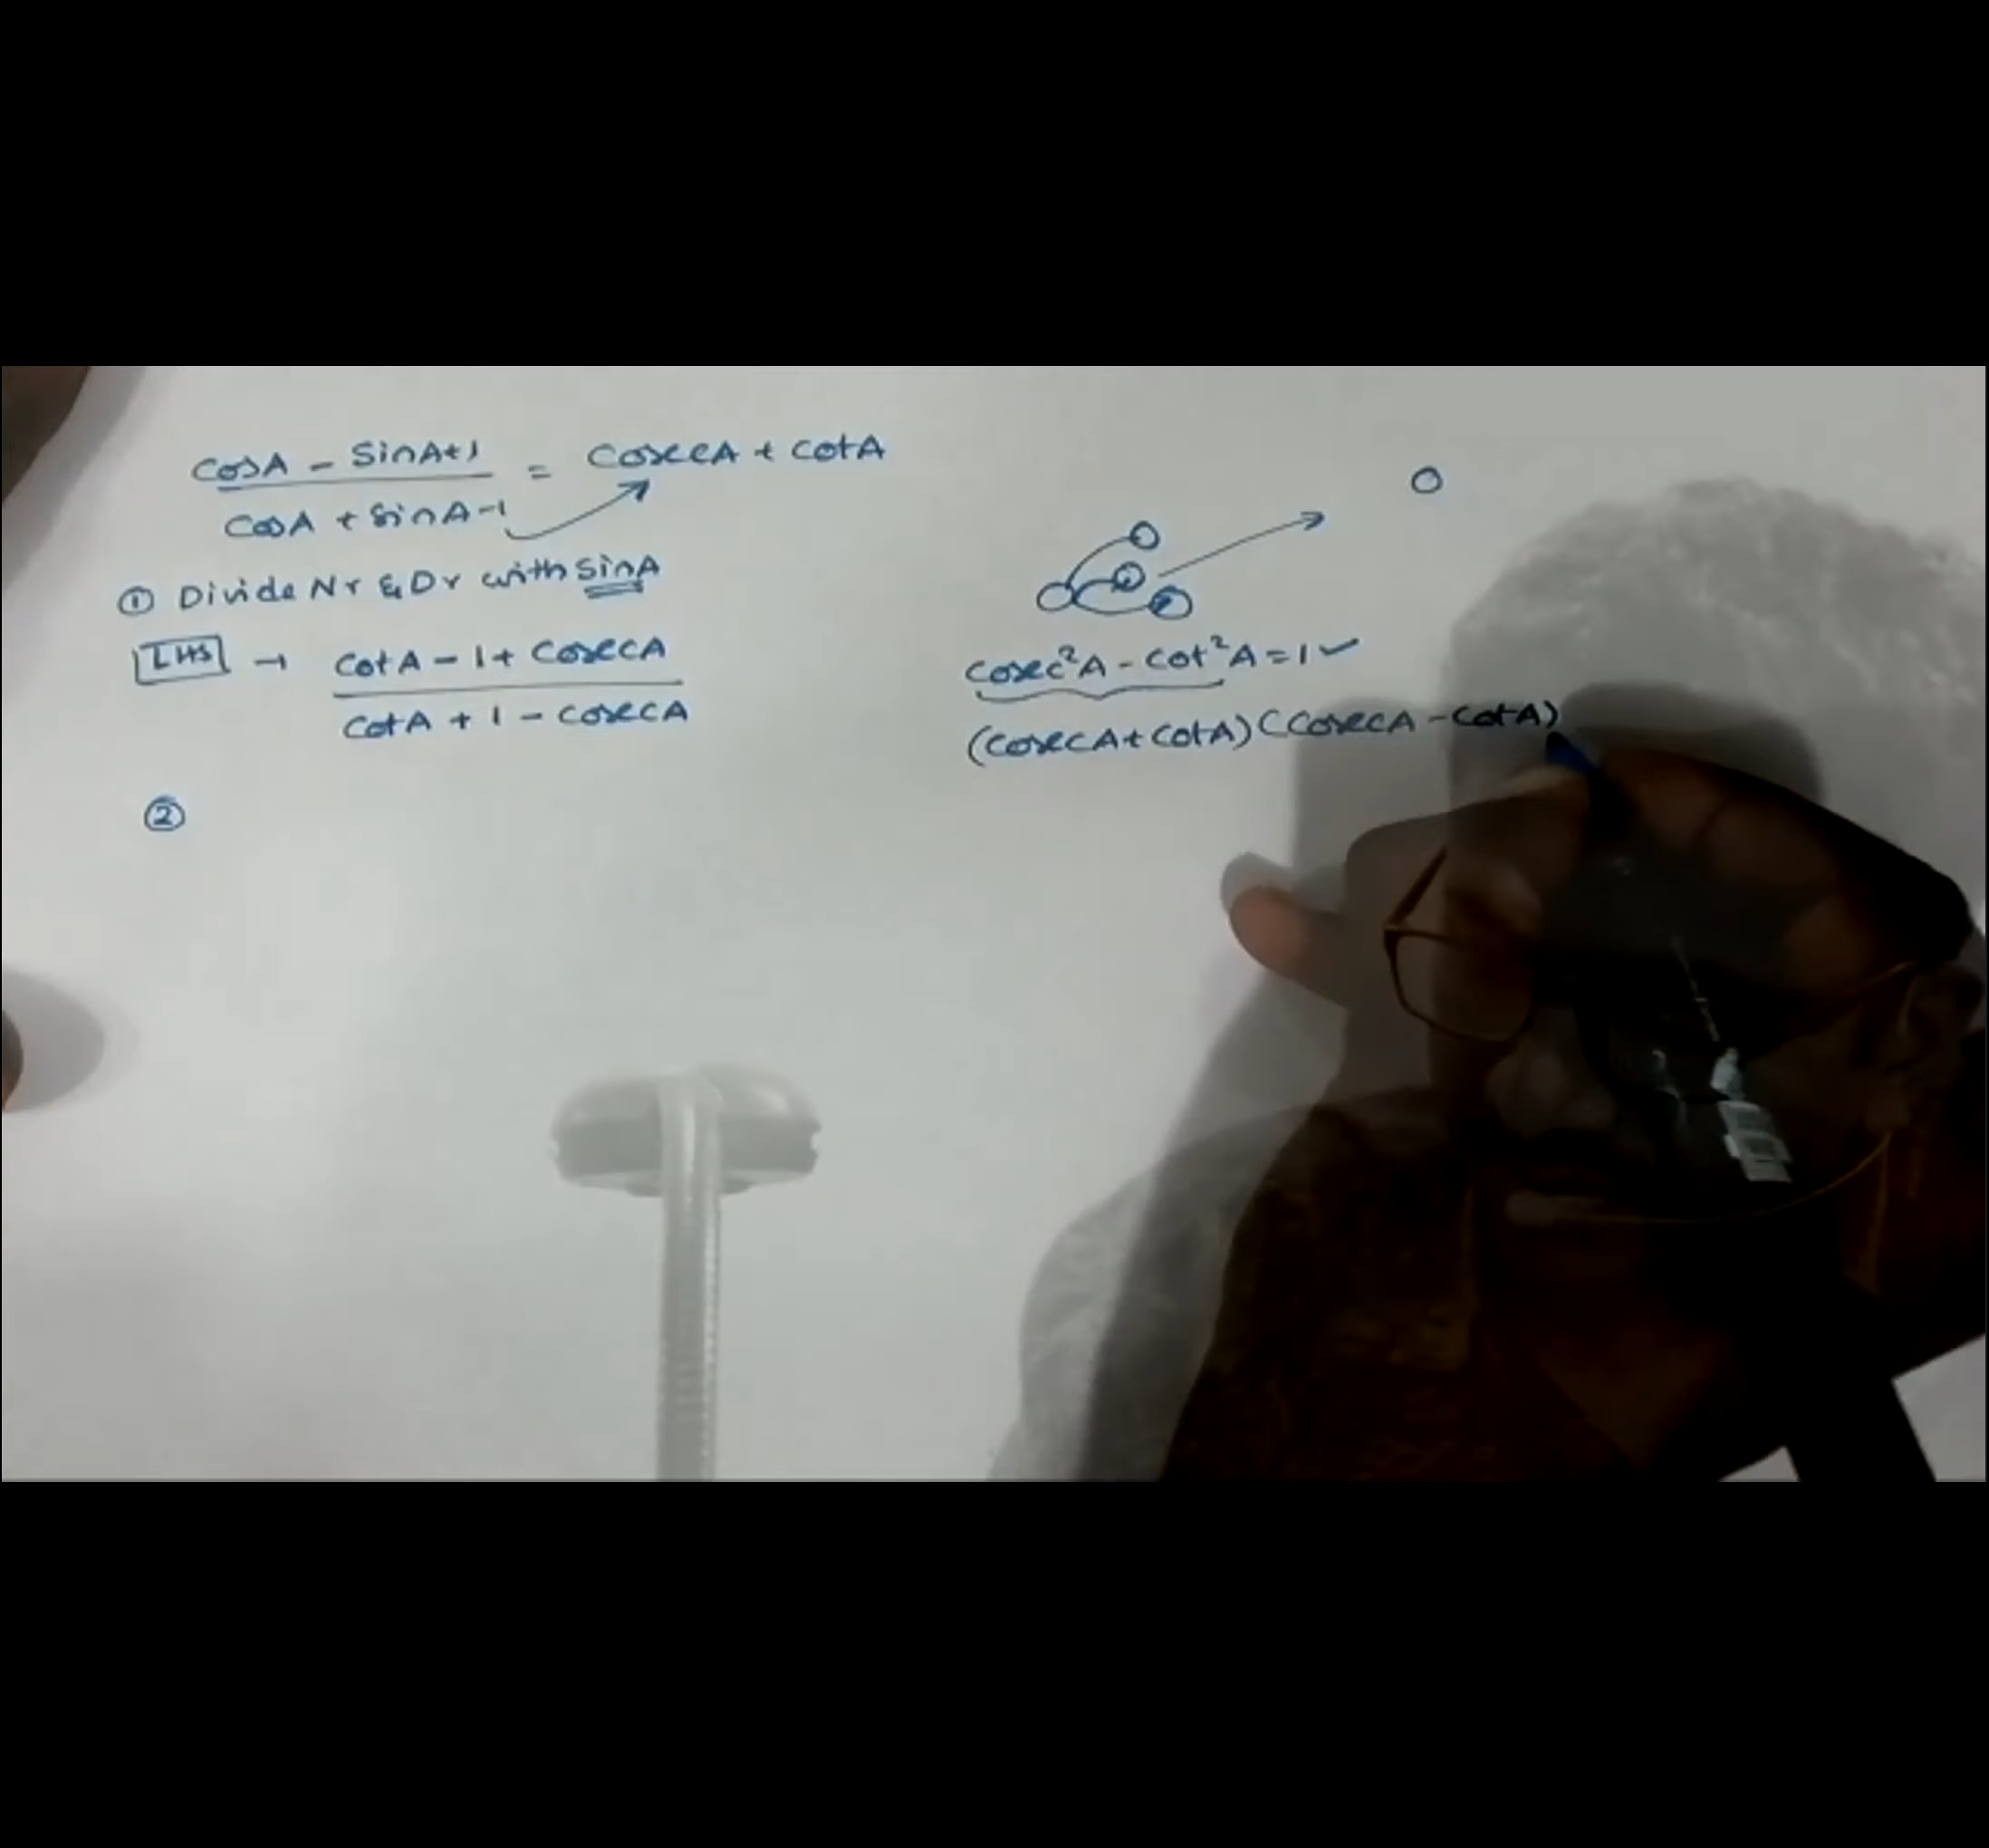 CosA - SinA+1 = CosecA + CotA
CosA + SinA-1
① Divide Nr & Dr with SinA
LHS → CotA - 1 + CosecA
CotA + 1 - CosecA
②
Cosec²A - Cot²A = 1 ✓
(CosecA + CotA)(CosecA - CotA)